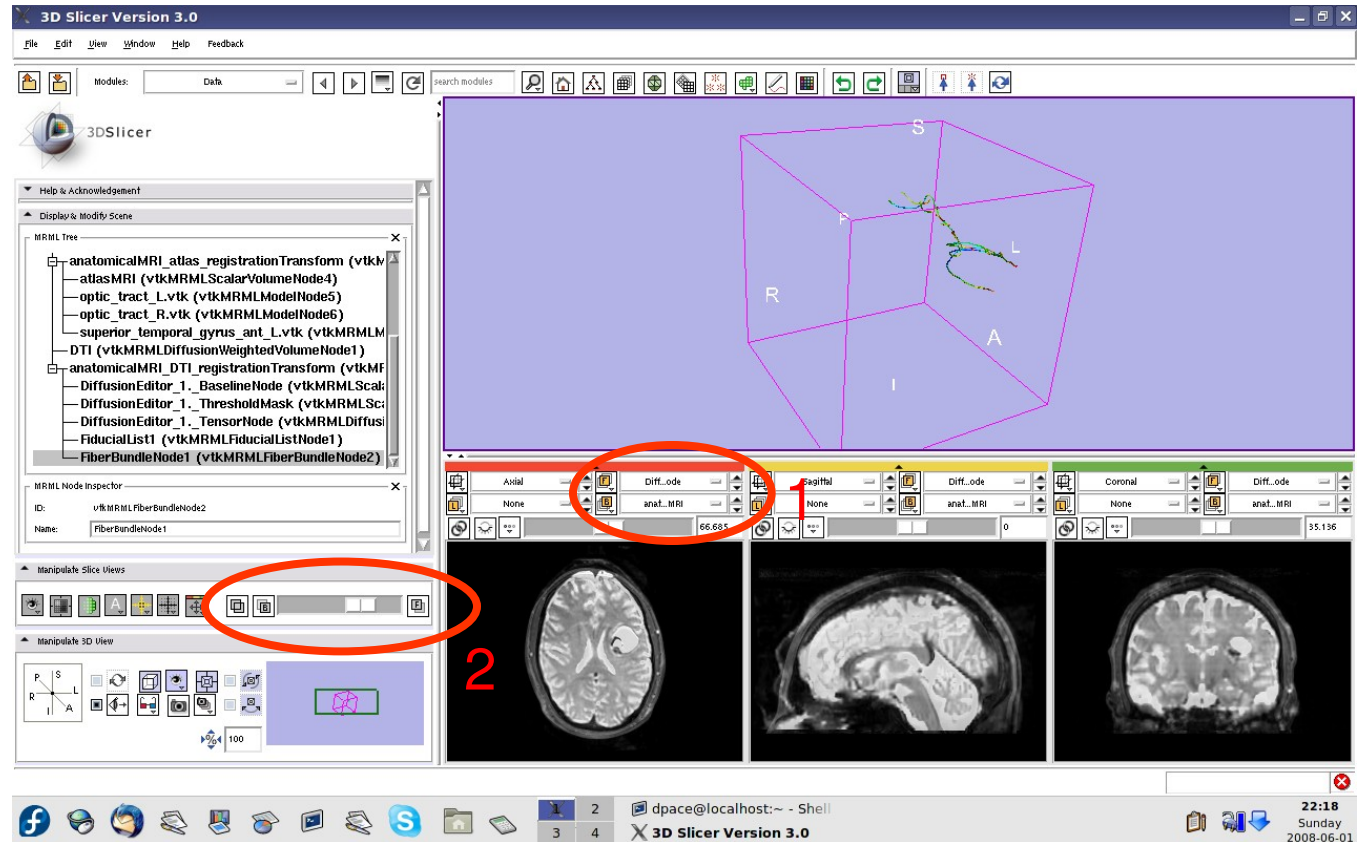 3D Slicer Version 3.0
File Edit View Window Help Feedback
Modules: Data search modules
3DSlicer
Help & Acknowledgement
Display & Modify Scene
MRML Tree X
anatomicalMRI_atlas_registrationTransform (vtkM
atlasMRI (vtkMRMLScalarVolumeNode4)
optic_tract_L.vtk (vtkMRMLModelNode5)
optic_tract_R.vtk (vtkMRMLModelNode6)
superior_temporal_gyrus_ant_L.vtk (vtkMRMLM
DTI (vtkMRMLDiffusionWeightedVolumeNode1)
anatomicalMRI_DTI_registrationTransform (vtkMF
DiffusionEditor_1._BaselineNode (vtkMRMLScala
DiffusionEditor_1._ThresholdMask (vtkMRMLSca
DiffusionEditor_1._TensorNode (vtkMRMLDiffusi
FiducialList1 (vtkMRMLFiducialListNode1)
FiberBundleNode1 (vtkMRMLFiberBundleNode2)
MRML Node Inspector X
ID: vtkMRMLFiberBundleNode2
Name: FiberBundleNode1
Manipulate Slice Views
A B F
Manipulate 3D View
P S
R L
I A
% 100
S
P
L
R
A
I
Axial F Diff...ode
L None B anat...MRI
66.685
1
Sagittal F Diff...ode
L None B anat...MRI
0
Coronal F Diff...ode
L None B anat...MRI
35.136
2
1 2
3 4
dpace@localhost:~ - Shell
3D Slicer Version 3.0
22:18
Sunday
2008-06-01